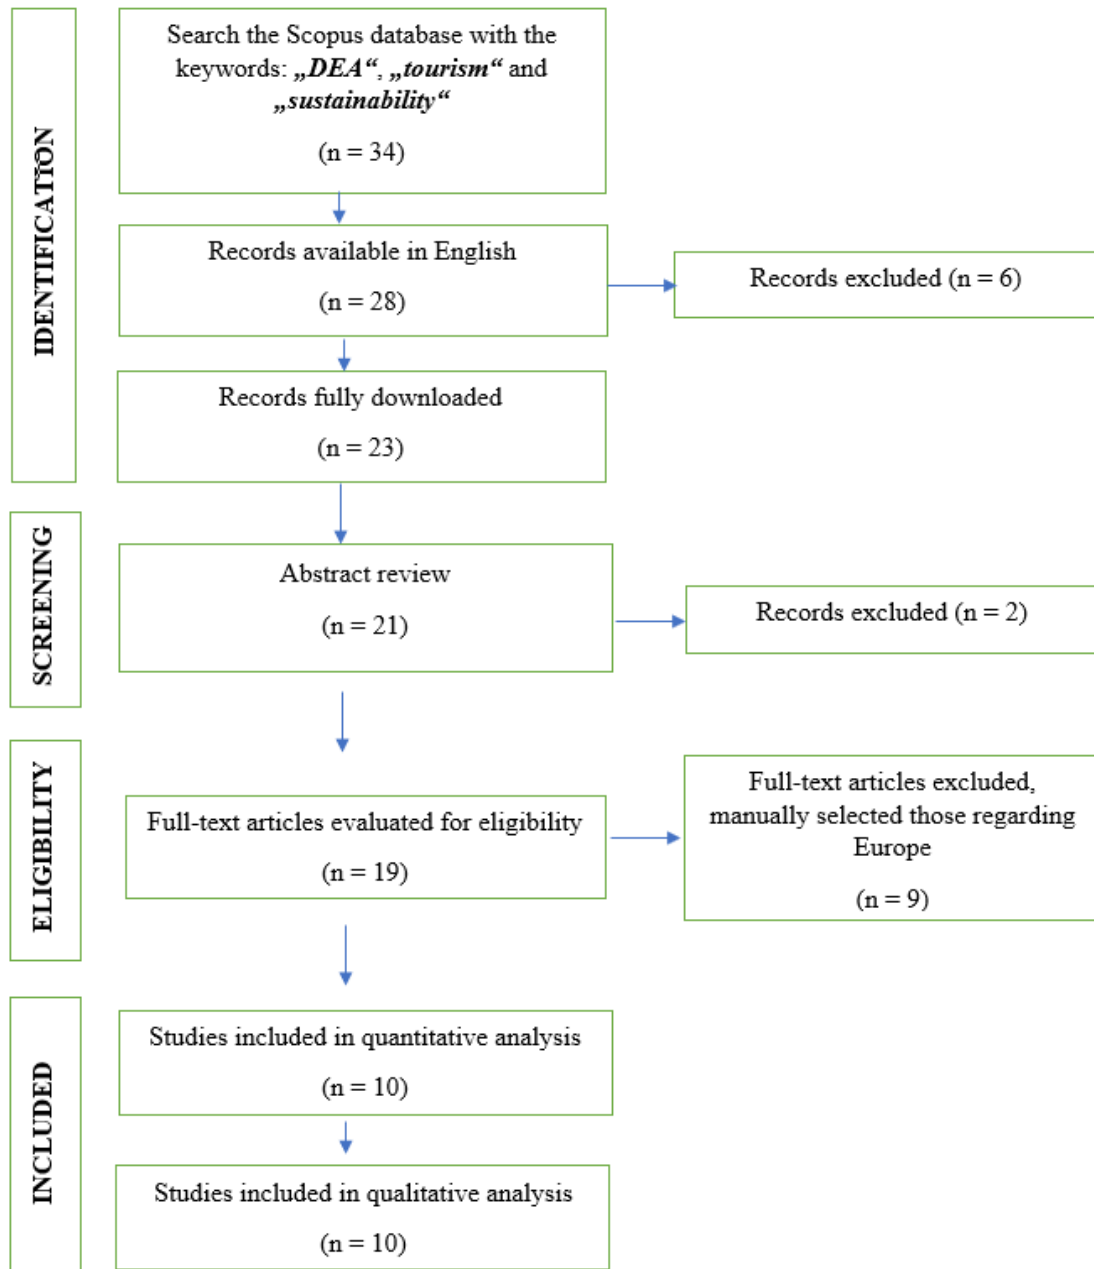 IDENTIFICATION
Search the Scopus database with the
keywords: „DEA“, „tourism“ and
„sustainability“
(n = 34)
Records available in English
(n = 28)
Records excluded (n = 6)
Records fully downloaded
(n = 23)
SCREENING
Abstract review
(n = 21)
Records excluded (n = 2)
ELIGIBILITY
Full-text articles evaluated for eligibility
(n = 19)
Full-text articles excluded,
manually selected those regarding
Europe
(n = 9)
INCLUDED
Studies included in quantitative analysis
(n = 10)
Studies included in qualitative analysis
(n = 10)